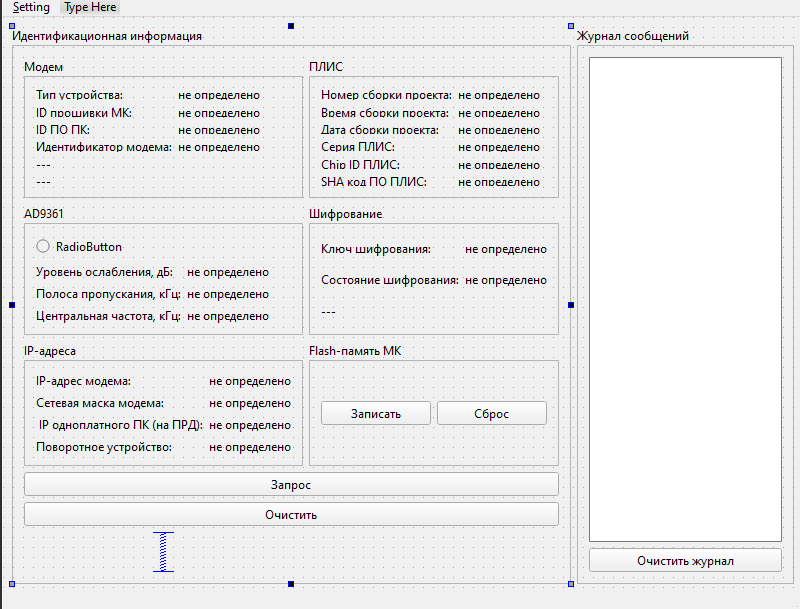 Setting Type Here
Идентификационная информация
Журнал сообщений
Модем
Тип устройства: не определено
ID прошивки МК: не определено
ID ПО ПК: не определено
Идентификатор модема: не определено
---
---
ПЛИС
Номер сборки проекта: не определено
Время сборки проекта: не определено
Дата сборки проекта: не определено
Серия ПЛИС: не определено
Chip ID ПЛИС: не определено
SHA код ПО ПЛИС: не определено
AD9361
RadioButton
Уровень ослабления, дБ: не определено
Полоса пропускания, кГц: не определено
Центральная частота, кГц: не определено
Шифрование
Ключ шифрования: не определено
Состояние шифрования: не определено
---
IP-адреса
IP-адрес модема: не определено
Сетевая маска модема: не определено
IP одноплатного ПК (на ПРД): не определено
Поворотное устройство: не определено
Flash-память МК
Записать Сброс
Запрос
Очистить
Очистить журнал